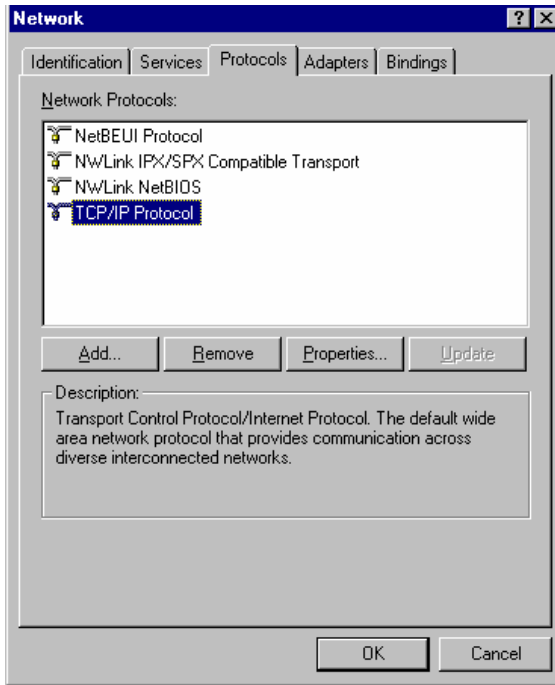 Network
Identification Services Protocols Adapters Bindings
Network Protocols:
NetBEUI Protocol
NWLink IPX/SPX Compatible Transport
NWLink NetBIOS
TCP/IP Protocol
Add... Remove Properties... Update
Description:
Transport Control Protocol/Internet Protocol. The default wide
area network protocol that provides communication across
diverse interconnected networks.
OK Cancel